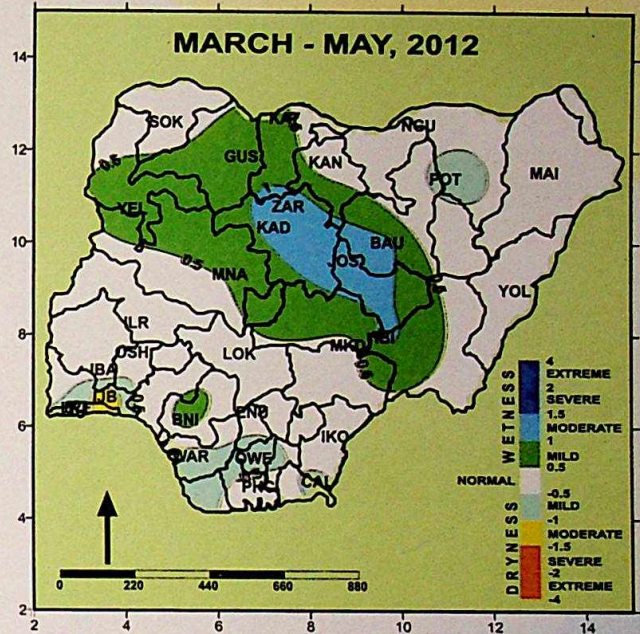 MARCH - MAY, 2012
14
12
10
8
6
4
2
SOK
KAT
NGU
GUS
KAN
POT
MAI
0.5
YEL
ZAR
KAD
BAU
JOS
0.5
MNA
YOL
ILR
OSH
LOK
MKD
IBI
IBA
IJB
BNI
ENU
IKO
WAR
OWE
PHC
CAL
WETNESS
4
EXTREME
2
SEVERE
1.5
MODERATE
1
MILD
0.5
NORMAL
-0.5
MILD
-1
MODERATE
-1.5
SEVERE
-2
EXTREME
-4
DRYNESS
0 220 440 660 880
2 4 6 8 10 12 14